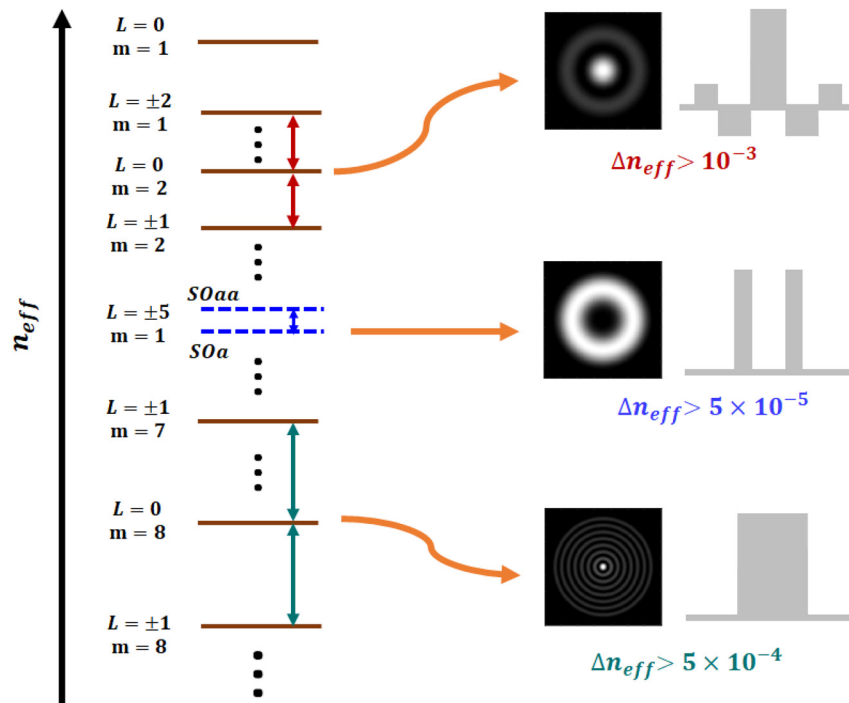 n_eff
L = 0
m = 1
L = ±2
m = 1
L = 0
m = 2
L = ±1
m = 2
SOaa
L = ±5
m = 1
SOa
L = ±1
m = 7
L = 0
m = 8
L = ±1
m = 8
Δn_eff > 10⁻³
Δn_eff > 5 × 10⁻⁵
Δn_eff > 5 × 10⁻⁴